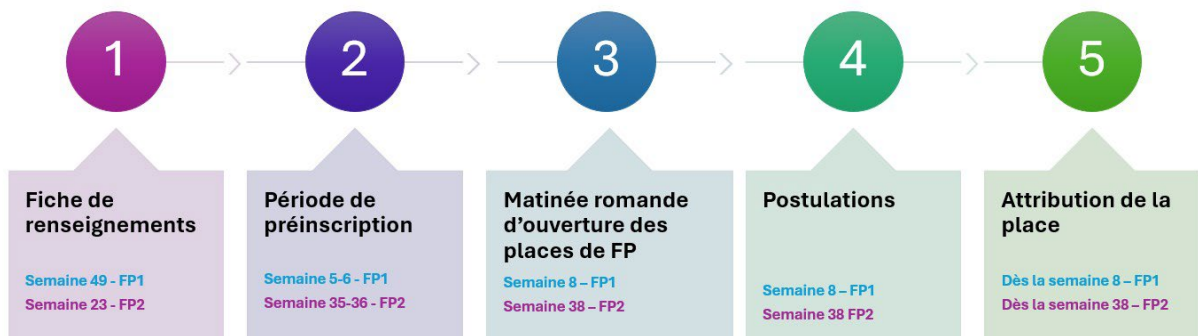 1
2
3
4
5
Fiche de
renseignements
Semaine 49 - FP1
Semaine 23 - FP2
Période de
préinscription
Semaine 5-6 - FP1
Semaine 35-36 - FP2
Matinée romande
d’ouverture des
places de FP
Semaine 8 – FP1
Semaine 38 – FP2
Postulations
Semaine 8 – FP1
Semaine 38 FP2
Attribution de la
place
Dès la semaine 8 – FP1
Dès la semaine 38 – FP2